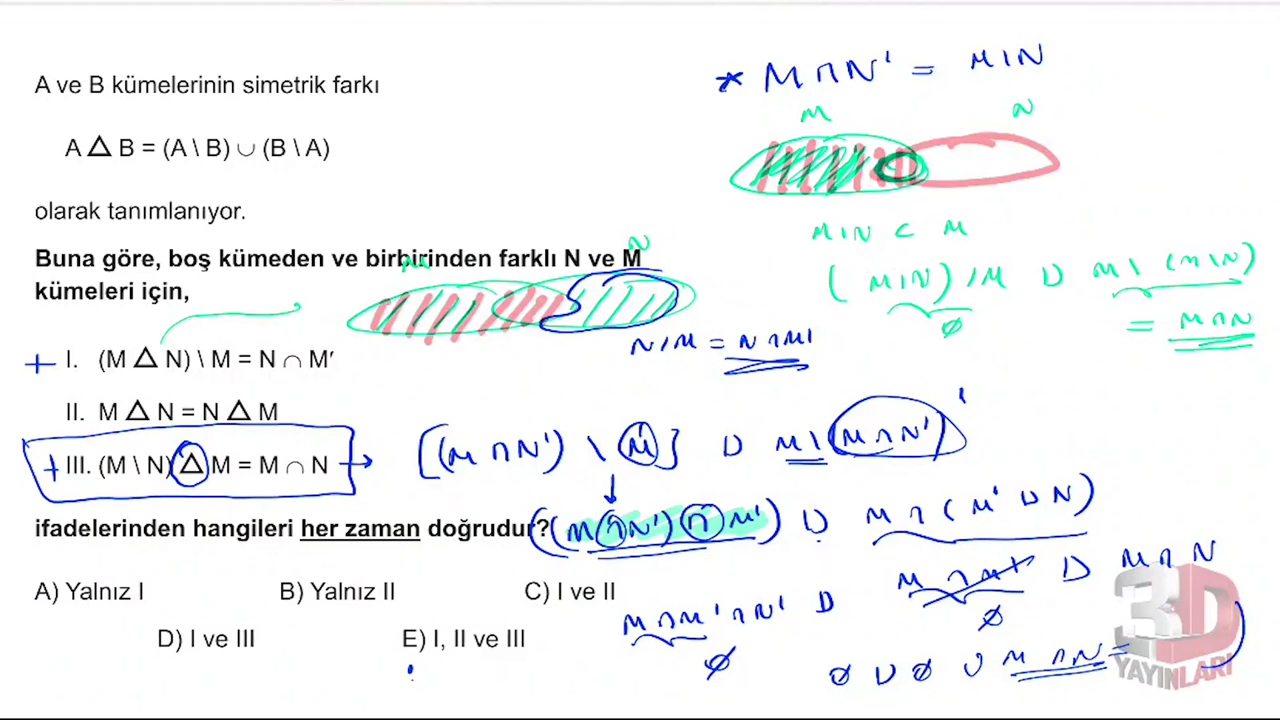 A ve B kümelerinin simetrik farkı
A △ B = (A \ B) ∪ (B \ A)
olarak tanımlanıyor.
Buna göre, boş kümeden ve birbirinden farklı N ve M
kümeleri için,
+ I. (M △ N) \ M = N ∩ M′
II. M △ N = N △ M
+ III. (M \ N) △ M = M ∩ N →
ifadelerinden hangileri her zaman doğrudur?
A) Yalnız I B) Yalnız II C) I ve II
D) I ve III E) I, II ve III
* M ∩ N' = M \ N
M N
M \ N ⊂ M
(M \ N) \ M ∪ M \ (M \ N)
∅
= M ∩ N
M N
N \ M = N ∩ M'
[(M ∩ N') \ M] ∪ M \ (M ∩ N')'
((M ∩ N') ∩ M') ∪ M ∩ (M' ∪ N)
M ∩ M' ∪ M ∩ N
∅
M ∩ M' ∩ N' ∪
∅
∅ ∪ ∅ ∪ M ∩ N =
3D
YAYINLARI